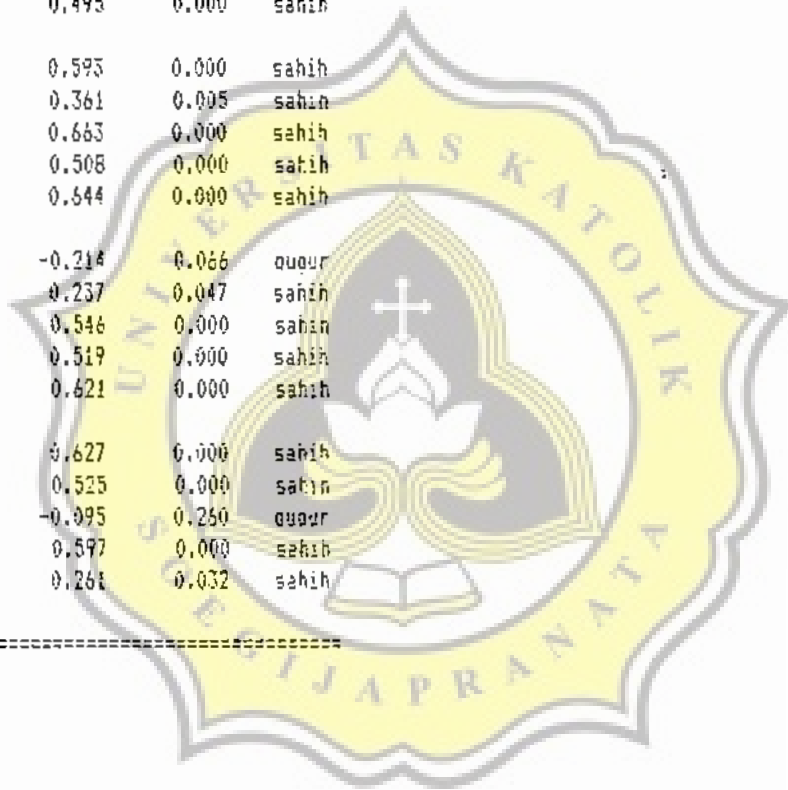 0.495 0.000 sahih
0.593 0.000 sahih
0.361 0.005 sahih
0.663 0.000 sahih
0.508 0.000 sahih
0.644 0.000 sahih
-0.214 0.066 gugur
0.237 0.047 sahih
0.546 0.000 sahih
0.519 0.000 sahih
0.621 0.000 sahih
0.627 0.000 sahih
0.525 0.000 sahih
-0.095 0.260 gugur
0.597 0.000 sahih
0.261 0.032 sahih
UNIVERSITAS KATOLIK
SOEGIJAPRANATA